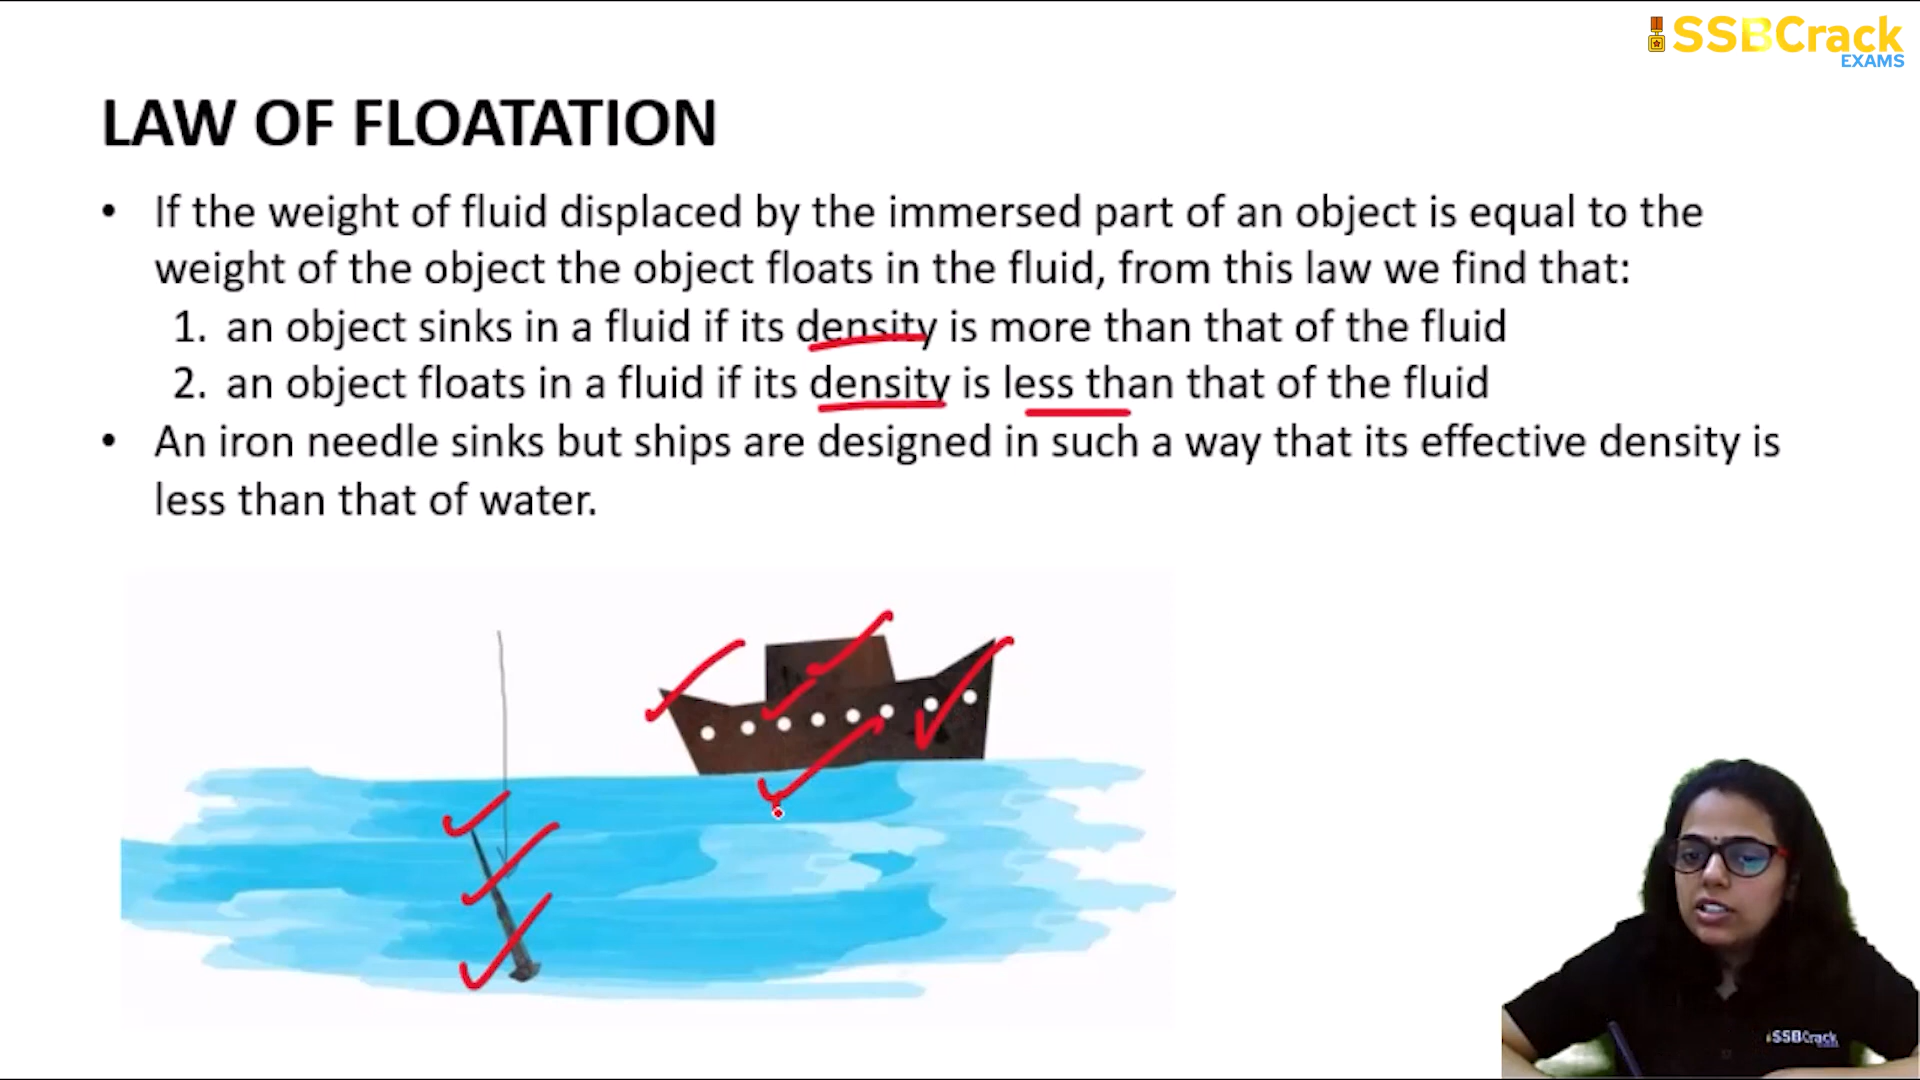 SSBCrack
EXAMS
LAW OF FLOATATION
• If the weight of fluid displaced by the immersed part of an object is equal to the
weight of the object the object floats in the fluid, from this law we find that:
1. an object sinks in a fluid if its density is more than that of the fluid
2. an object floats in a fluid if its density is less than that of the fluid
• An iron needle sinks but ships are designed in such a way that its effective density is
less than that of water.
SSBCrack